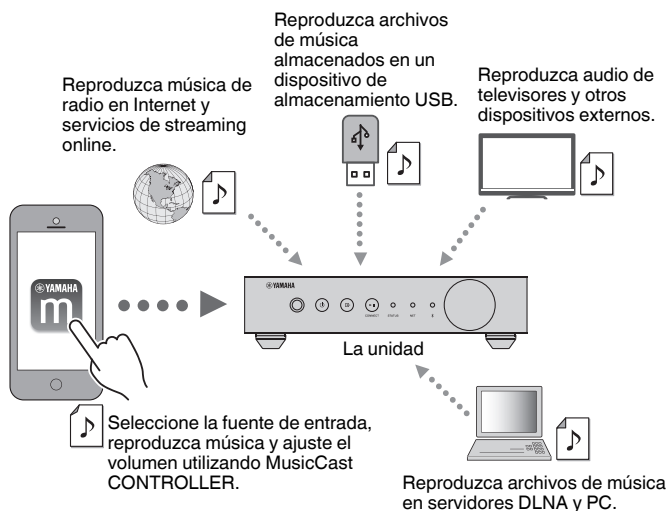 Reproduzca archivos
de música
almacenados en un
dispositivo de
almacenamiento USB.
Reproduzca música de
radio en Internet y
servicios de streaming
online.
Reproduzca audio de
televisores y otros
dispositivos externos.
YAMAHA
m
YAMAHA
CONNECT STATUS NET
La unidad
Seleccione la fuente de entrada,
reproduzca música y ajuste el
volumen utilizando MusicCast
CONTROLLER.
Reproduzca archivos de música
en servidores DLNA y PC.